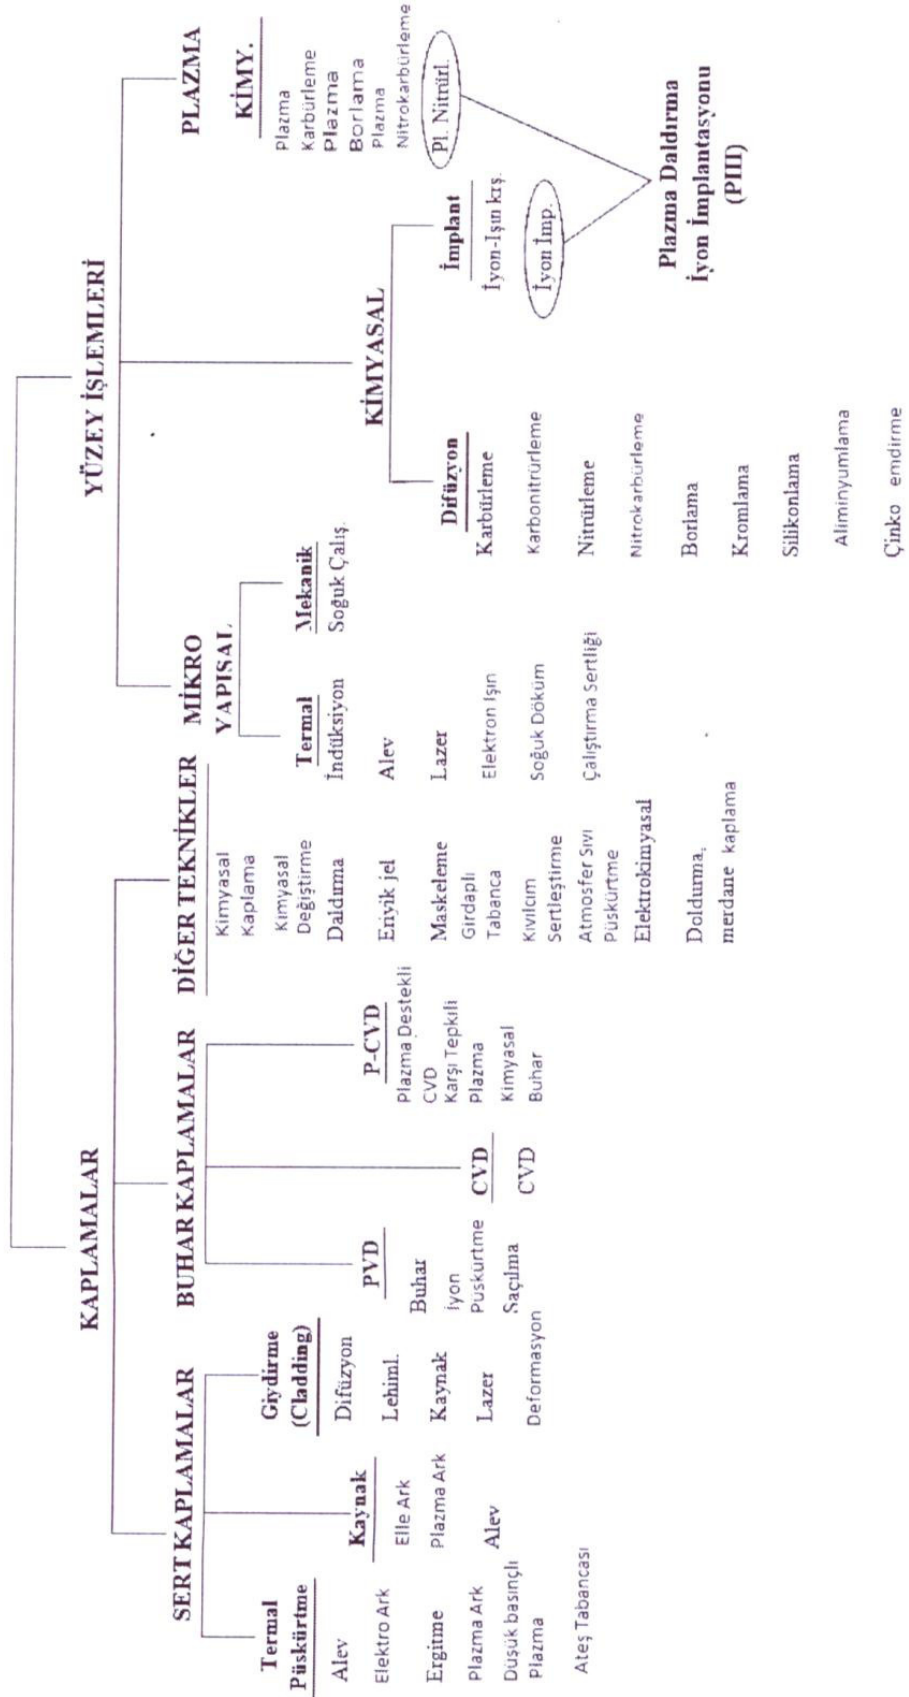 KAPLAMALAR
YÜZEY İŞLEMLERİ
SERT KAPLAMALAR
BUHAR KAPLAMALAR
DİĞER TEKNİKLER
MİKRO
YAPISAL
KİMYASAL
PLAZMA
KİMY.
Termal
Püskürtme
Alev
Elektro Ark
Ergitme
Plazma Ark
Düşük basınçlı
Plazma
Ateş Tabancası
Kaynak
Elle Ark
Plazma Ark
Alev
Giydirme
(Cladding)
Difüzyon
Lehiml.
Kaynak
Lazer
Deformasyon
PVD
Buhar
İyon
Püskürtme
Saçılma
CVD
CVD
P-CVD
Plazma Destekli
CVD
Karşı Tepkili
Plazma
Kimyasal
Buhar
Kimyasal
Kaplama
Kimyasal
Değiştirme
Daldırma
Eriyik jel
Maskeleme
Girdaplı
Tabanca
Kıvılcım
Sertleştirme
Atmosfer Sıvı
Püskürtme
Elektrokimyasal
Doldurma,
merdane kaplama
Termal
İndüksiyon
Alev
Lazer
Elektron Işın
Soğuk Döküm
Çalıştırma Sertliği
Mekanik
Soğuk Çalış.
Difüzyon
Karbürleme
Karbonitrürleme
Nitrürleme
Nitrokarbürleme
Borlama
Kromlama
Silikonlama
Aliminyumlama
Çinko emdirme
İmplant
İyon-Işın krş.
İyon İmp.
Plazma
Karbürleme
Plazma
Borlama
Plazma
Nitrokarbürleme
Pl. Nitrürl.
Plazma Daldırma
İyon İmplantasyonu
(PIII)